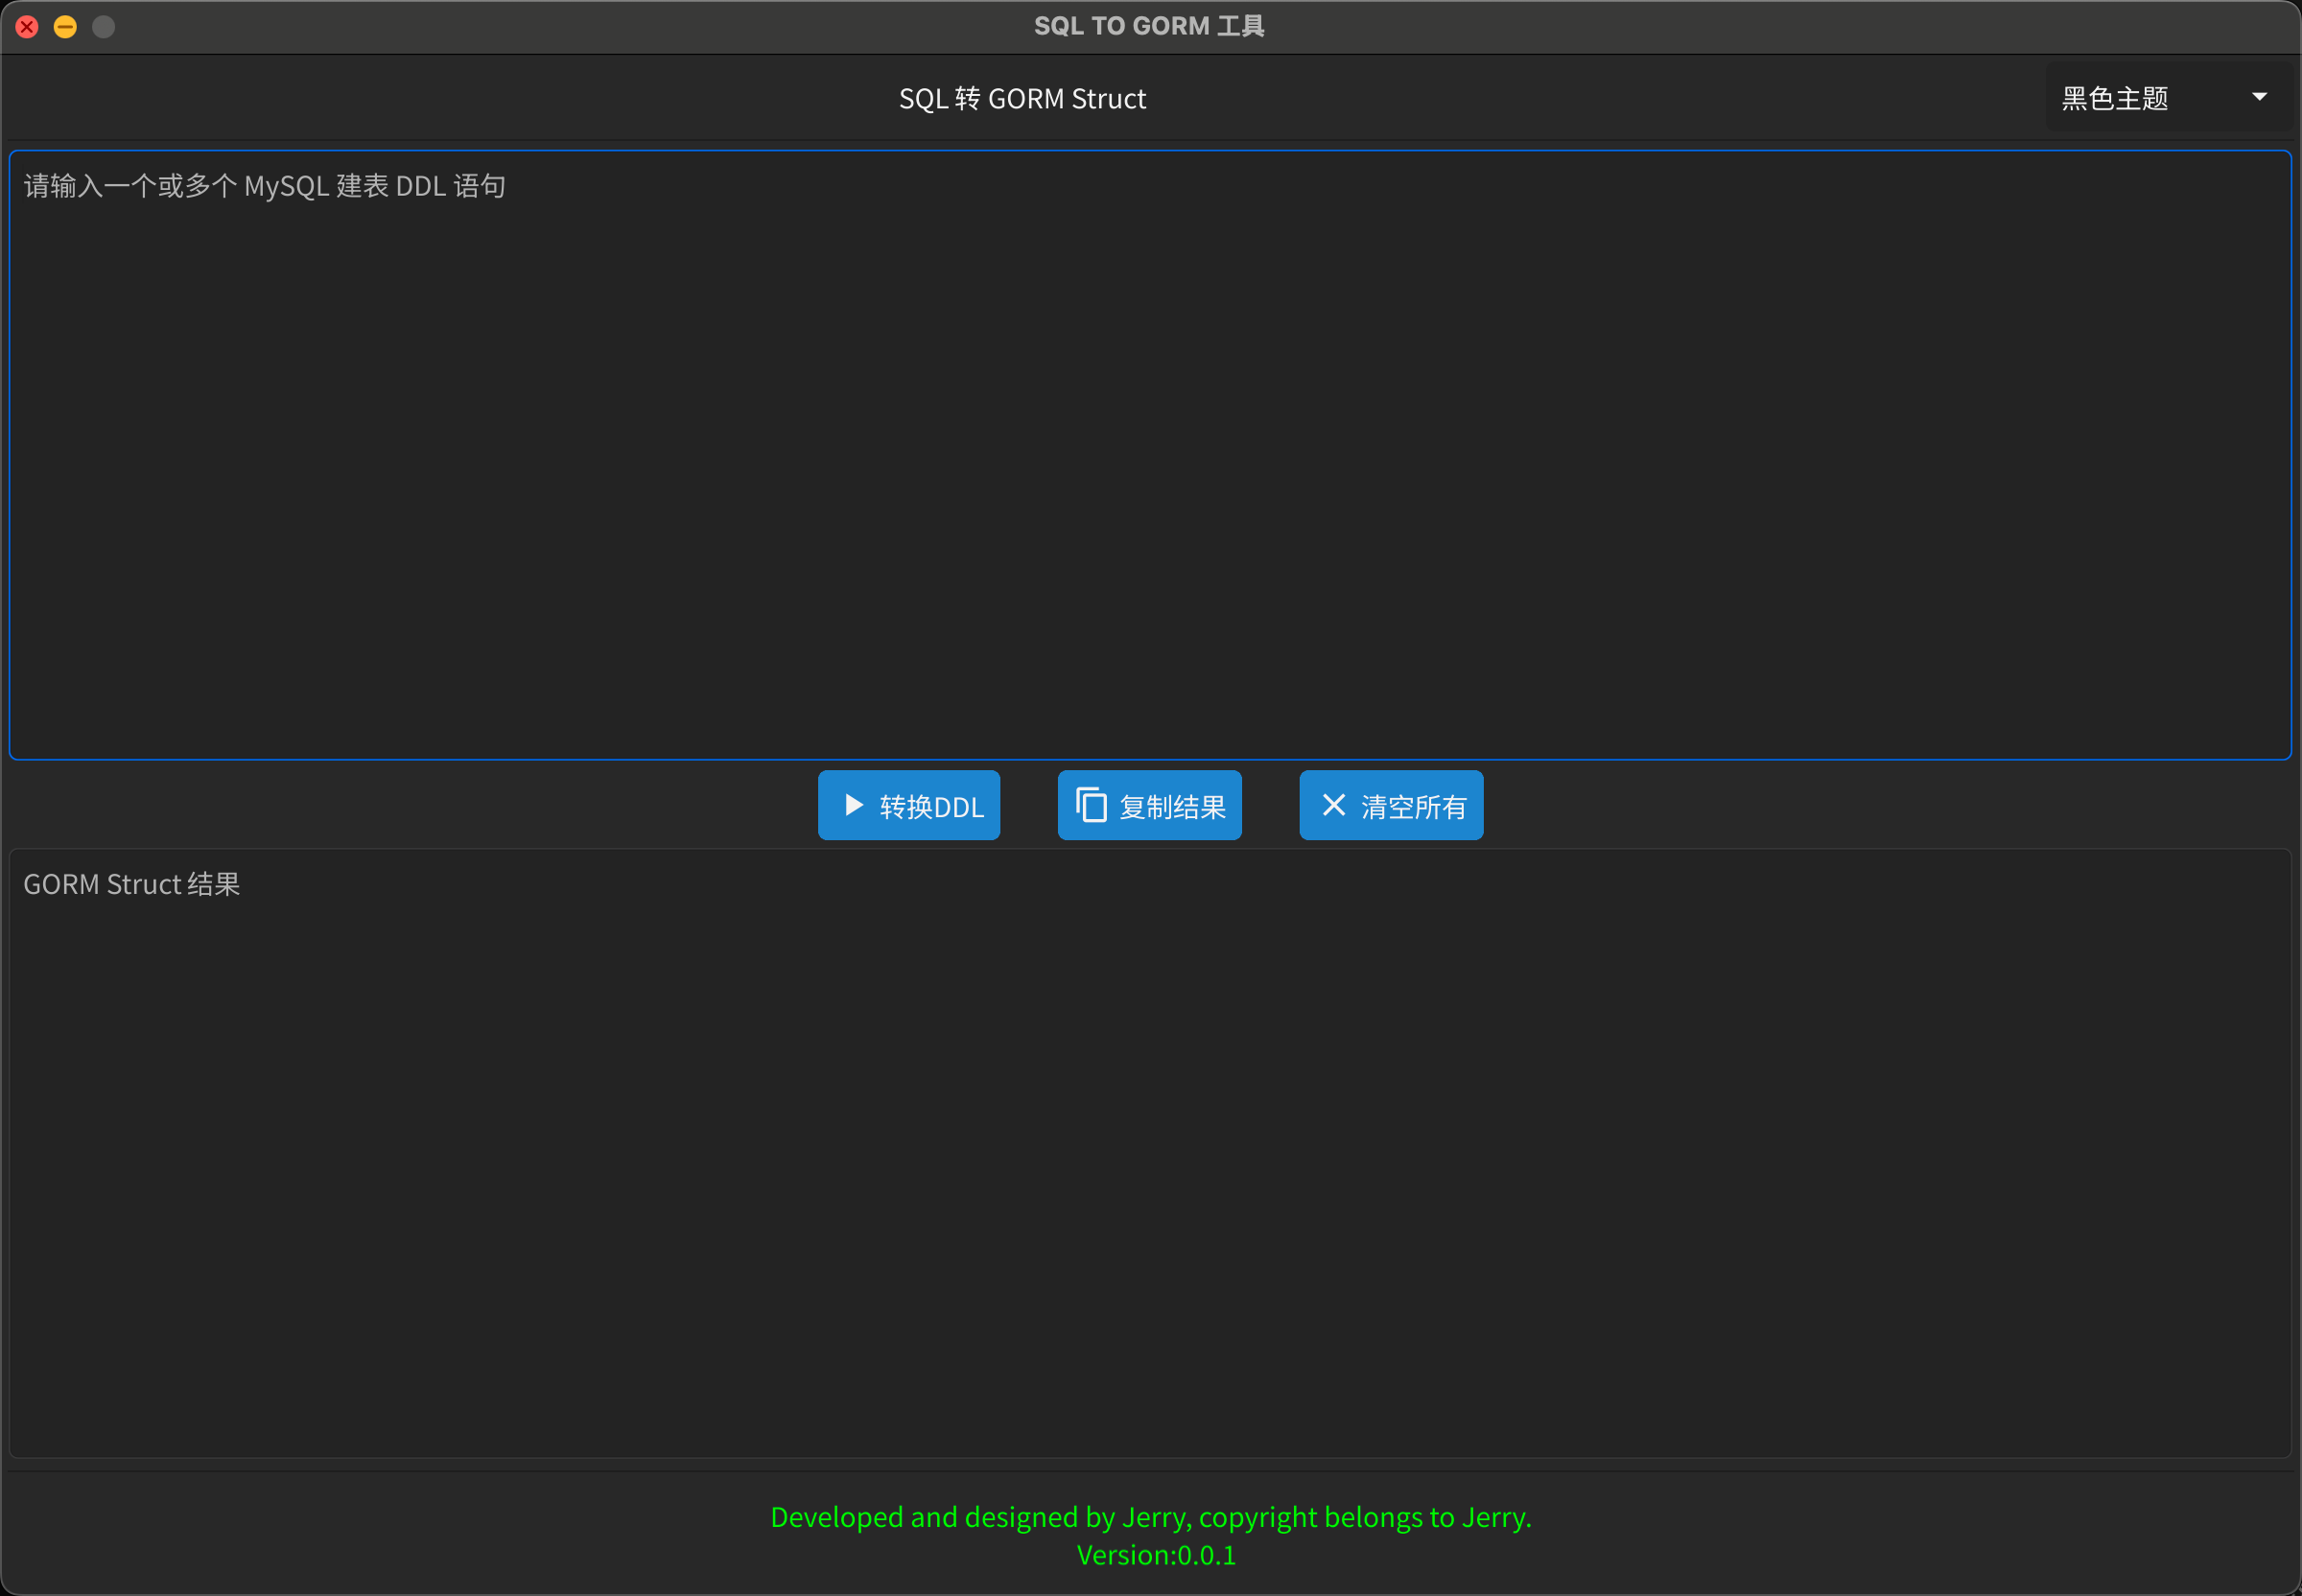 SQL TO GORM 工具
SQL 转 GORM Struct
黑色主题
请输入一个或多个 MySQL 建表 DDL 语句
转换DDL
复制结果
清空所有
GORM Struct 结果
Developed and designed by Jerry, copyright belongs to Jerry.
Version:0.0.1